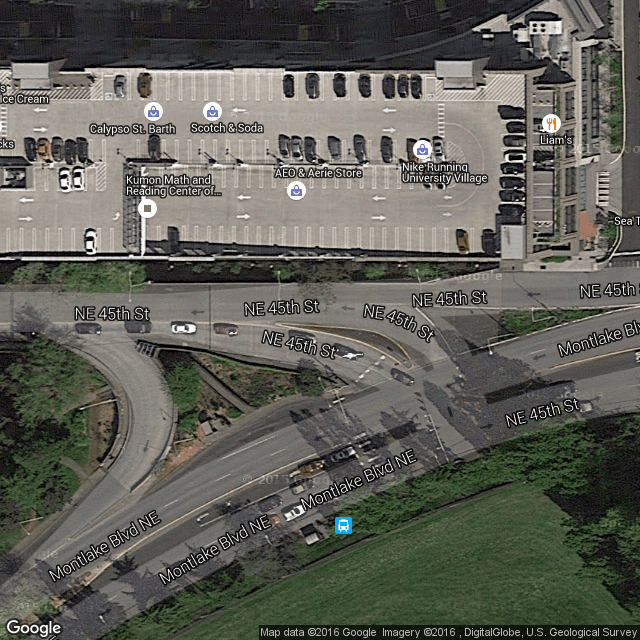 s
Ice Cream
Calypso St. Barth
Scotch & Soda
Liam's
cks
AEO & Aerie Store
Nike Running
University Village
Kumon Math and
Reading Center of...
Sea T
NE 45th St
NE 45th St
NE 45th St
NE 45th St
NE 45th St
NE 45th St
Montlake Blv
NE 45th St
Montlake Blvd NE
Montlake Blvd NE
Montlake Blvd NE
Google
Map data ©2016 Google Imagery ©2016 , DigitalGlobe, U.S. Geological Survey